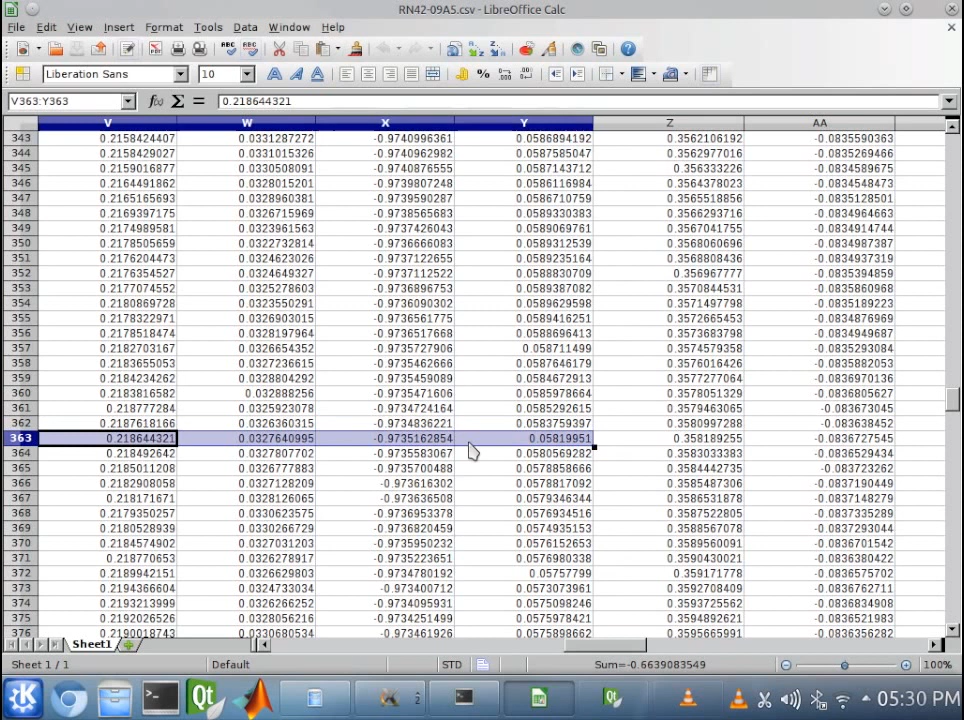 RN42-09A5.csv - LibreOffice Calc
File Edit View Insert Format Tools Data Window Help
Liberation Sans 10
V363:Y363 f(x) Σ = 0.218644321
V W X Y Z AA
343 0.2158424407 0.0331287272 -0.9740996361 0.0586894192 0.3562106192 -0.0835590363
344 0.2158429027 0.0331015326 -0.9740962982 0.0587585047 0.3562977016 -0.0835269466
345 0.2159016867 0.0330508091 -0.9740876555 0.0587143712 0.356333226 -0.0834589675
346 0.2164491862 0.0328015201 -0.9739807248 0.0586116984 0.3564378023 -0.0834548473
347 0.2165165693 0.0328960381 -0.9739590287 0.0586710759 0.3565518856 -0.0835128501
348 0.2169397175 0.0326715969 -0.9738565683 0.0589330383 0.3566293716 -0.0834964663
349 0.2174989581 0.0323961563 -0.9737426043 0.0589069761 0.3567041755 -0.0834914744
350 0.2178505659 0.0322732814 -0.9736666083 0.0589312539 0.3568060696 -0.0834987387
351 0.2176204473 0.0324623026 -0.9737122655 0.0589235164 0.3568808436 -0.0834937319
352 0.2176354527 0.0324649327 -0.9737112522 0.0588830709 0.356967777 -0.0835394859
353 0.2177074552 0.0325278603 -0.9736896753 0.0589387082 0.3570844531 -0.0835860968
354 0.2180869728 0.0323550291 -0.9736090302 0.0589629598 0.3571497798 -0.0835189223
355 0.2178322971 0.0326903015 -0.9736561775 0.0589416251 0.3572665453 -0.0834876969
356 0.2178518474 0.0328197964 -0.9736517668 0.0588696413 0.3573683798 -0.0834949687
357 0.2182703167 0.0326654352 -0.9735727906 0.058711499 0.3574579358 -0.0835293084
358 0.2183655053 0.0327236615 -0.9735462666 0.0587646179 0.3576016426 -0.0835882053
359 0.2184234262 0.0328804292 -0.9735459089 0.0584672913 0.3577277064 -0.0836970136
360 0.2183816582 0.032888256 -0.9735471606 0.0585978664 0.3578051329 -0.0836805627
361 0.218777284 0.0325923078 -0.9734724164 0.0585292615 0.3579463065 -0.083673045
362 0.2187618166 0.0326360315 -0.9734836221 0.0583759397 0.3580997288 -0.083638452
363 0.218644321 0.0327640995 -0.9735162854 0.05819951 0.358189255 -0.0836727545
364 0.218492642 0.0327807702 -0.9735583067 0.0580569282 0.3583033383 -0.0836529434
365 0.2185011208 0.0326777883 -0.9735700488 0.0578858666 0.3584442735 -0.083723262
366 0.2182908058 0.0327128209 -0.973616302 0.0578817092 0.3585487306 -0.0837190449
367 0.218171671 0.0328126065 -0.973636508 0.0579346344 0.3586531878 -0.0837148279
368 0.2179350257 0.0330623575 -0.9736953378 0.0576934516 0.3587522805 -0.0837335289
369 0.2180528939 0.0330266729 -0.9736820459 0.0574935153 0.3588567078 -0.0837293044
370 0.2184574902 0.0327031203 -0.9735950232 0.0576152653 0.3589560091 -0.0836701542
371 0.218770653 0.0326278917 -0.9735223651 0.0576980338 0.3590430021 -0.0836380422
372 0.2189942151 0.0326629803 -0.9734780192 0.05757799 0.359171778 -0.0836575702
373 0.2194366604 0.0324733034 -0.973400712 0.0573073961 0.3592708409 -0.0836762711
374 0.2193213999 0.0326266252 -0.9734095931 0.0575098246 0.3593725562 -0.0836834908
375 0.2192026526 0.0328056216 -0.9734251499 0.0575978421 0.3594892621 -0.0836521983
376 0.2190018743 0.0330680534 -0.973461926 0.0575898662 0.3595665991 -0.0836356282
Sheet1
Sheet 1 / 1 Default STD Sum=-0.6639083549 100%
Qt 2 Qt 05:30 PM